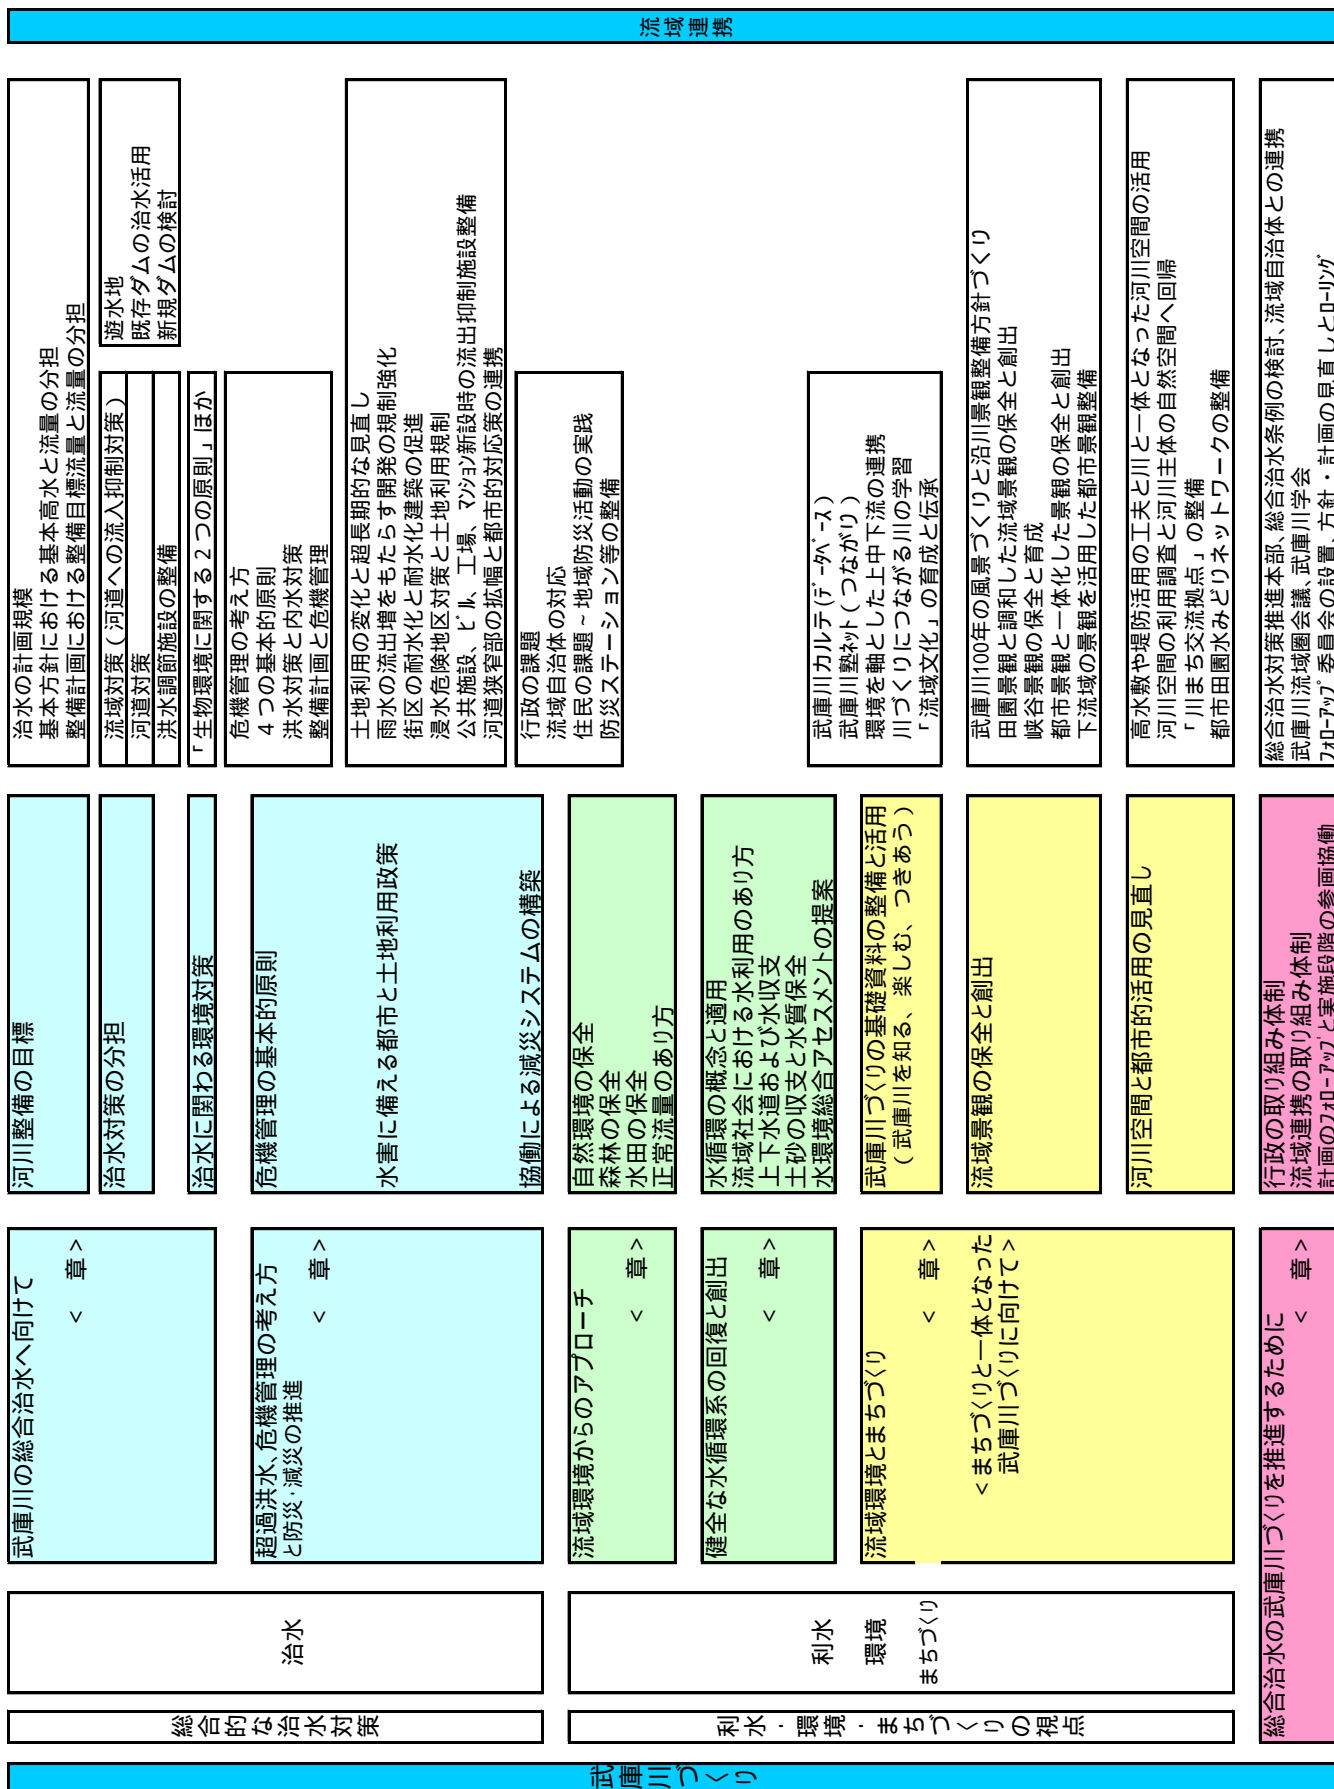 武庫川づくり
総合的な治水対策
利水・環境・まちづくりの視点
治水
利水
環境
まちづくり
武庫川の総合治水へ向けて
<　章>
超過洪水、危機管理の考え方
と防災・減災の推進
<　章>
流域環境からのアプローチ
<　章>
健全な水循環系の回復と創出
<　章>
流域環境とまちづくり
<　章>
<まちづくりと一体となった
武庫川づくりに向けて>
総合治水の武庫川づくりを推進するために
<　章>
河川整備の目標
治水対策の分担
治水に関わる環境対策
危機管理の基本的原則
水害に備える都市と土地利用政策
協働による減災システムの構築
自然環境の保全
森林の保全
水田の保全
正常流量のあり方
水循環の概念と適用
流域社会における水利用のあり方
上下水道および水収支
土砂の収支と水質保全
水環境総合アセスメントの提案
武庫川づくりの基礎資料の整備と活用
(武庫川を知る、楽しむ、つきあう)
流域景観の保全と創出
河川空間と都市的活用の見直し
行政の取り組み体制
流域連携の取り組み体制
計画のフォローアップと実施段階の参画協働
治水の計画規模
基本方針における基本高水と流量の分担
整備計画における整備目標流量と流量の分担
流域対策(河道への流入抑制対策)
河道対策
洪水調節施設の整備
遊水地
既存ダムの治水活用
新規ダムの検討
「生物環境に関する2つの原則」ほか
危機管理の考え方
4つの基本的原則
洪水対策と内水対策
整備計画と危機管理
土地利用の変化と超長期的な見直し
雨水の流出増をもたらす開発の規制強化
街区の耐水化と耐水化建築の促進
浸水危険地区対策と土地利用規制
公共施設、ビル、工場、マンション新設時の流出抑制施設整備
河道狭窄部の拡幅と都市的対応策の連携
行政の課題
流域自治体の対応
住民の課題~地域防災活動の実践
防災ステーション等の整備
武庫川カルテ(データベース)
武庫川塾ネット(つながり)
環境を軸とした上中下流の連携
川づくりにつながる川の学習
「流域文化」の育成と伝承
武庫川100年の風景づくりと沿川景観整備方針づくり
田園景観と調和した流域景観の保全と創出
峡谷景観の保全と育成
都市景観と一体化した景観の保全と創出
下流域の景観を活用した都市景観整備
高水敷や堤防活用の工夫と川と一体となった河川空間の活用
河川空間の利用調査と河川主体の自然空間へ回帰
「川まち交流拠点」の整備
都市田園水みどりネットワークの整備
総合治水対策推進本部、総合治水条例の検討、流域自治体との連携
武庫川流域圏会議、武庫川学会
フォローアップ委員会の設置、方針・計画の見直しとローリング
流域連携